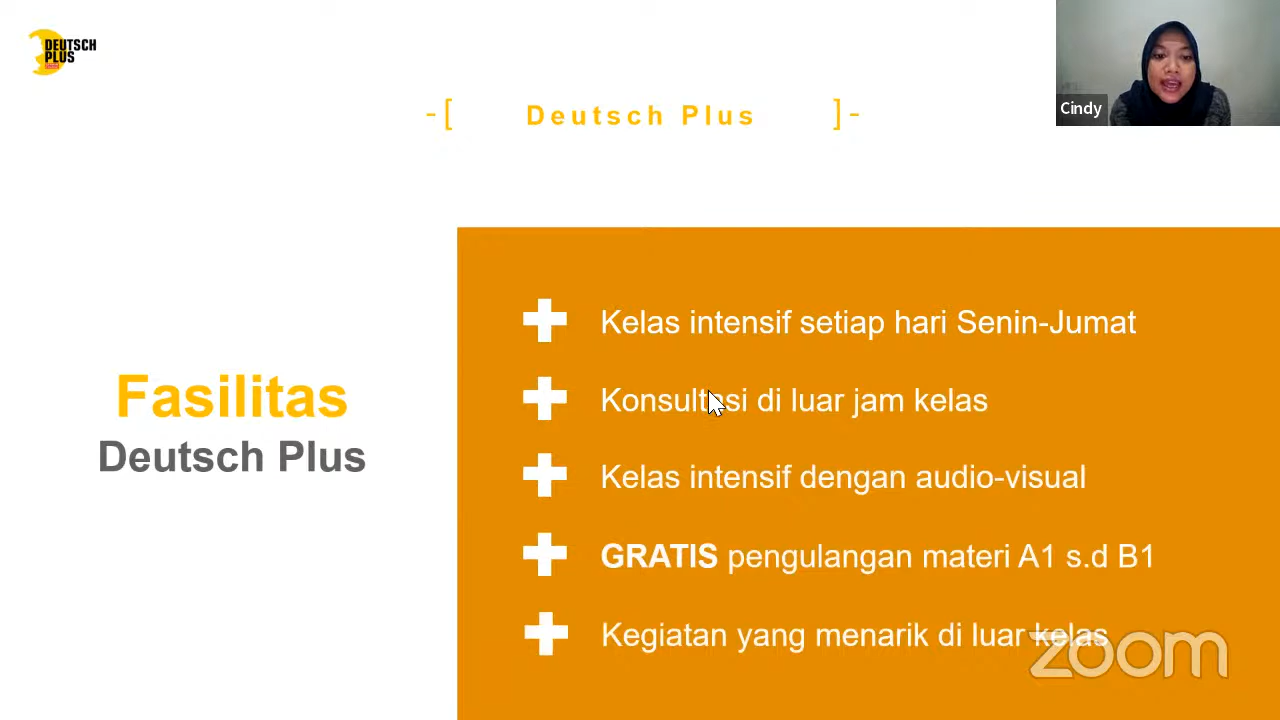 DEUTSCH
PLUS
-[ Deutsch Plus ]-
Cindy
Fasilitas
Deutsch Plus
Kelas intensif setiap hari Senin-Jumat
Konsultasi di luar jam kelas
Kelas intensif dengan audio-visual
GRATIS pengulangan materi A1 s.d B1
Kegiatan yang menarik di luar kelas
zoom